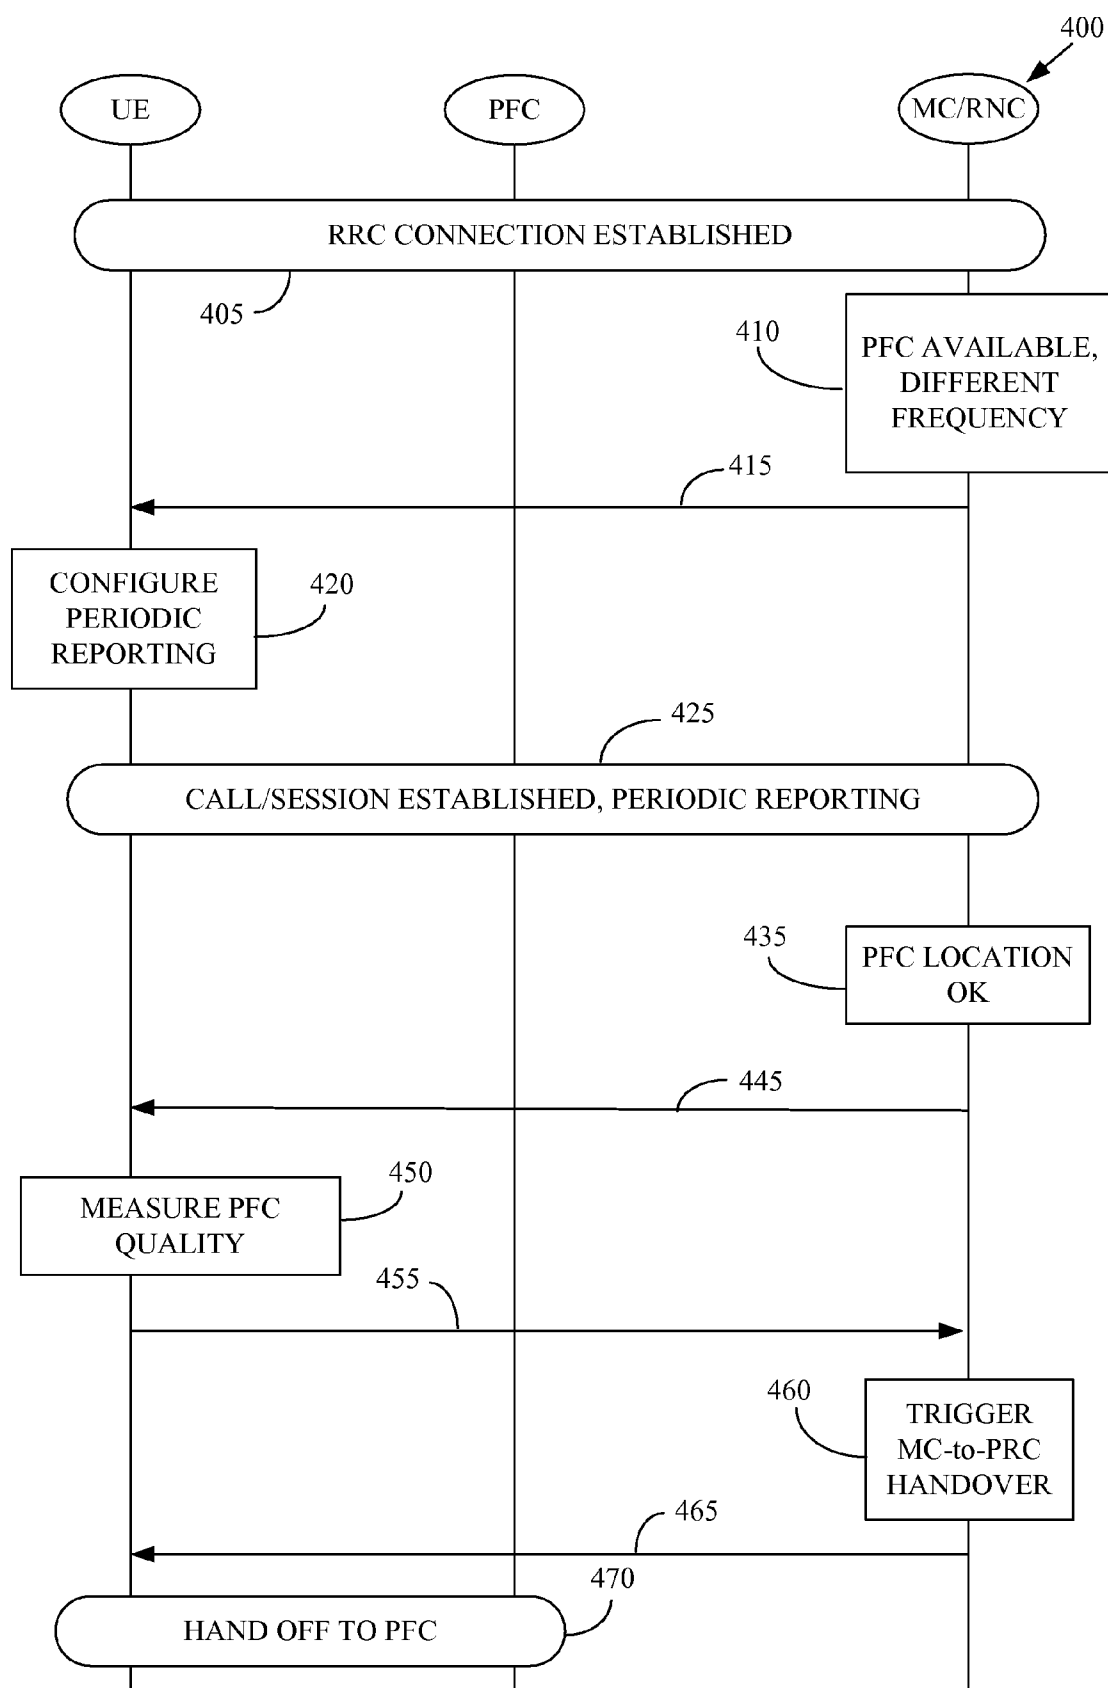 400
UE
PFC
MC/RNC
RRC CONNECTION ESTABLISHED
405
410
PFC AVAILABLE,
DIFFERENT
FREQUENCY
415
CONFIGURE
PERIODIC
REPORTING
420
425
CALL/SESSION ESTABLISHED, PERIODIC REPORTING
435
PFC LOCATION
OK
445
450
MEASURE PFC
QUALITY
455
460
TRIGGER
MC-to-PRC
HANDOVER
465
470
HAND OFF TO PFC